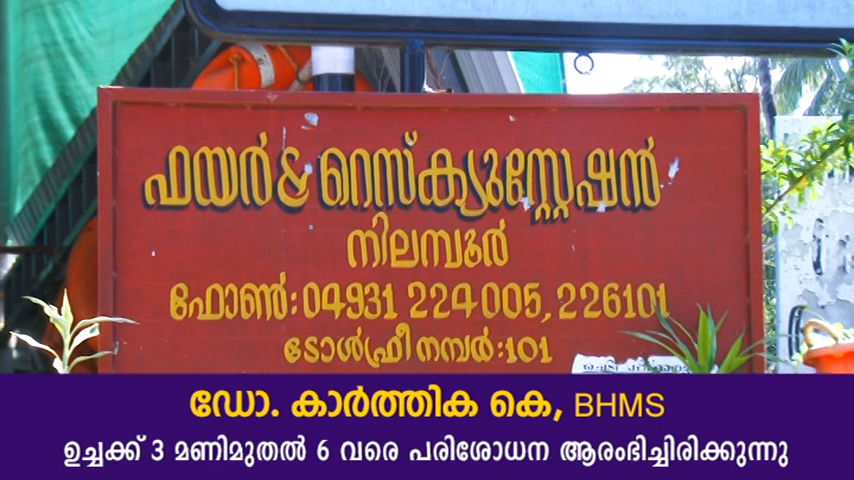 ഫയർ & റെസ്ക്യുസ്റ്റേഷൻ
നിലമ്പൂർ
ഫോൺ: 04931 224005, 226101
ടോൾഫ്രീ നമ്പർ: 101
ഡോ. കാർത്തിക കെ, BHMS
ഉച്ചക്ക് 3 മണിമുതൽ 6 വരെ പരിശോധന ആരംഭിച്ചിരിക്കുന്നു